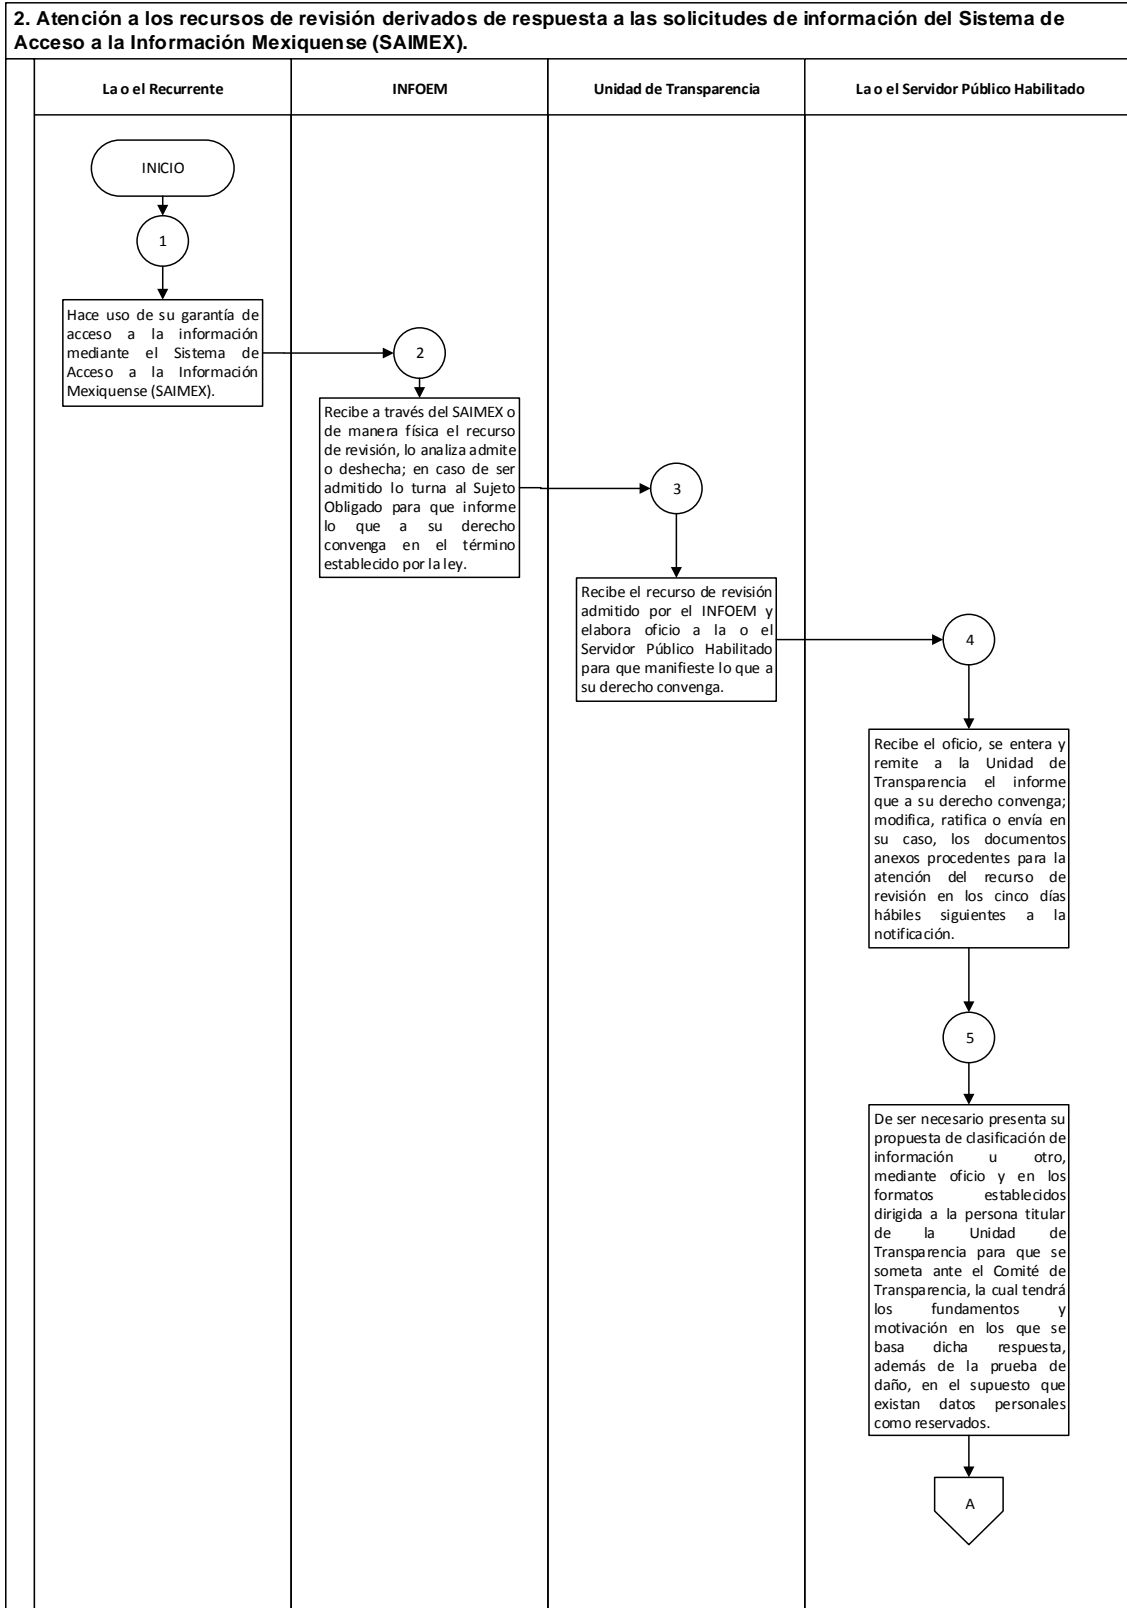 2. Atención a los recursos de revisión derivados de respuesta a las solicitudes de información del Sistema de
Acceso a la Información Mexiquense (SAIMEX).
La o el Recurrente
INFOEM
Unidad de Transparencia
La o el Servidor Público Habilitado
INICIO
1
Hace uso de su garantía de
acceso a la información
mediante el Sistema de
Acceso a la Información
Mexiquense (SAIMEX).
2
Recibe a través del SAIMEX o
de manera física el recurso
de revisión, lo analiza admite
o deshecha; en caso de ser
admitido lo turna al Sujeto
Obligado para que informe
lo que a su derecho
convenga en el término
establecido por la ley.
3
Recibe el recurso de revisión
admitido por el INFOEM y
elabora oficio a la o el
Servidor Público Habilitado
para que manifieste lo que a
su derecho convenga.
4
Recibe el oficio, se entera y
remite a la Unidad de
Transparencia el informe
que a su derecho convenga;
modifica, ratifica o envía en
su caso, los documentos
anexos procedentes para la
atención del recurso de
revisión en los cinco días
hábiles siguientes a la
notificación.
5
De ser necesario presenta su
propuesta de clasificación de
información u otro,
mediante oficio y en los
formatos establecidos
dirigida a la persona titular
de la Unidad de
Transparencia para que se
someta ante el Comité de
Transparencia, la cual tendrá
los fundamentos y
motivación en los que se
basa dicha respuesta,
además de la prueba de
daño, en el supuesto que
existan datos personales
como reservados.
A